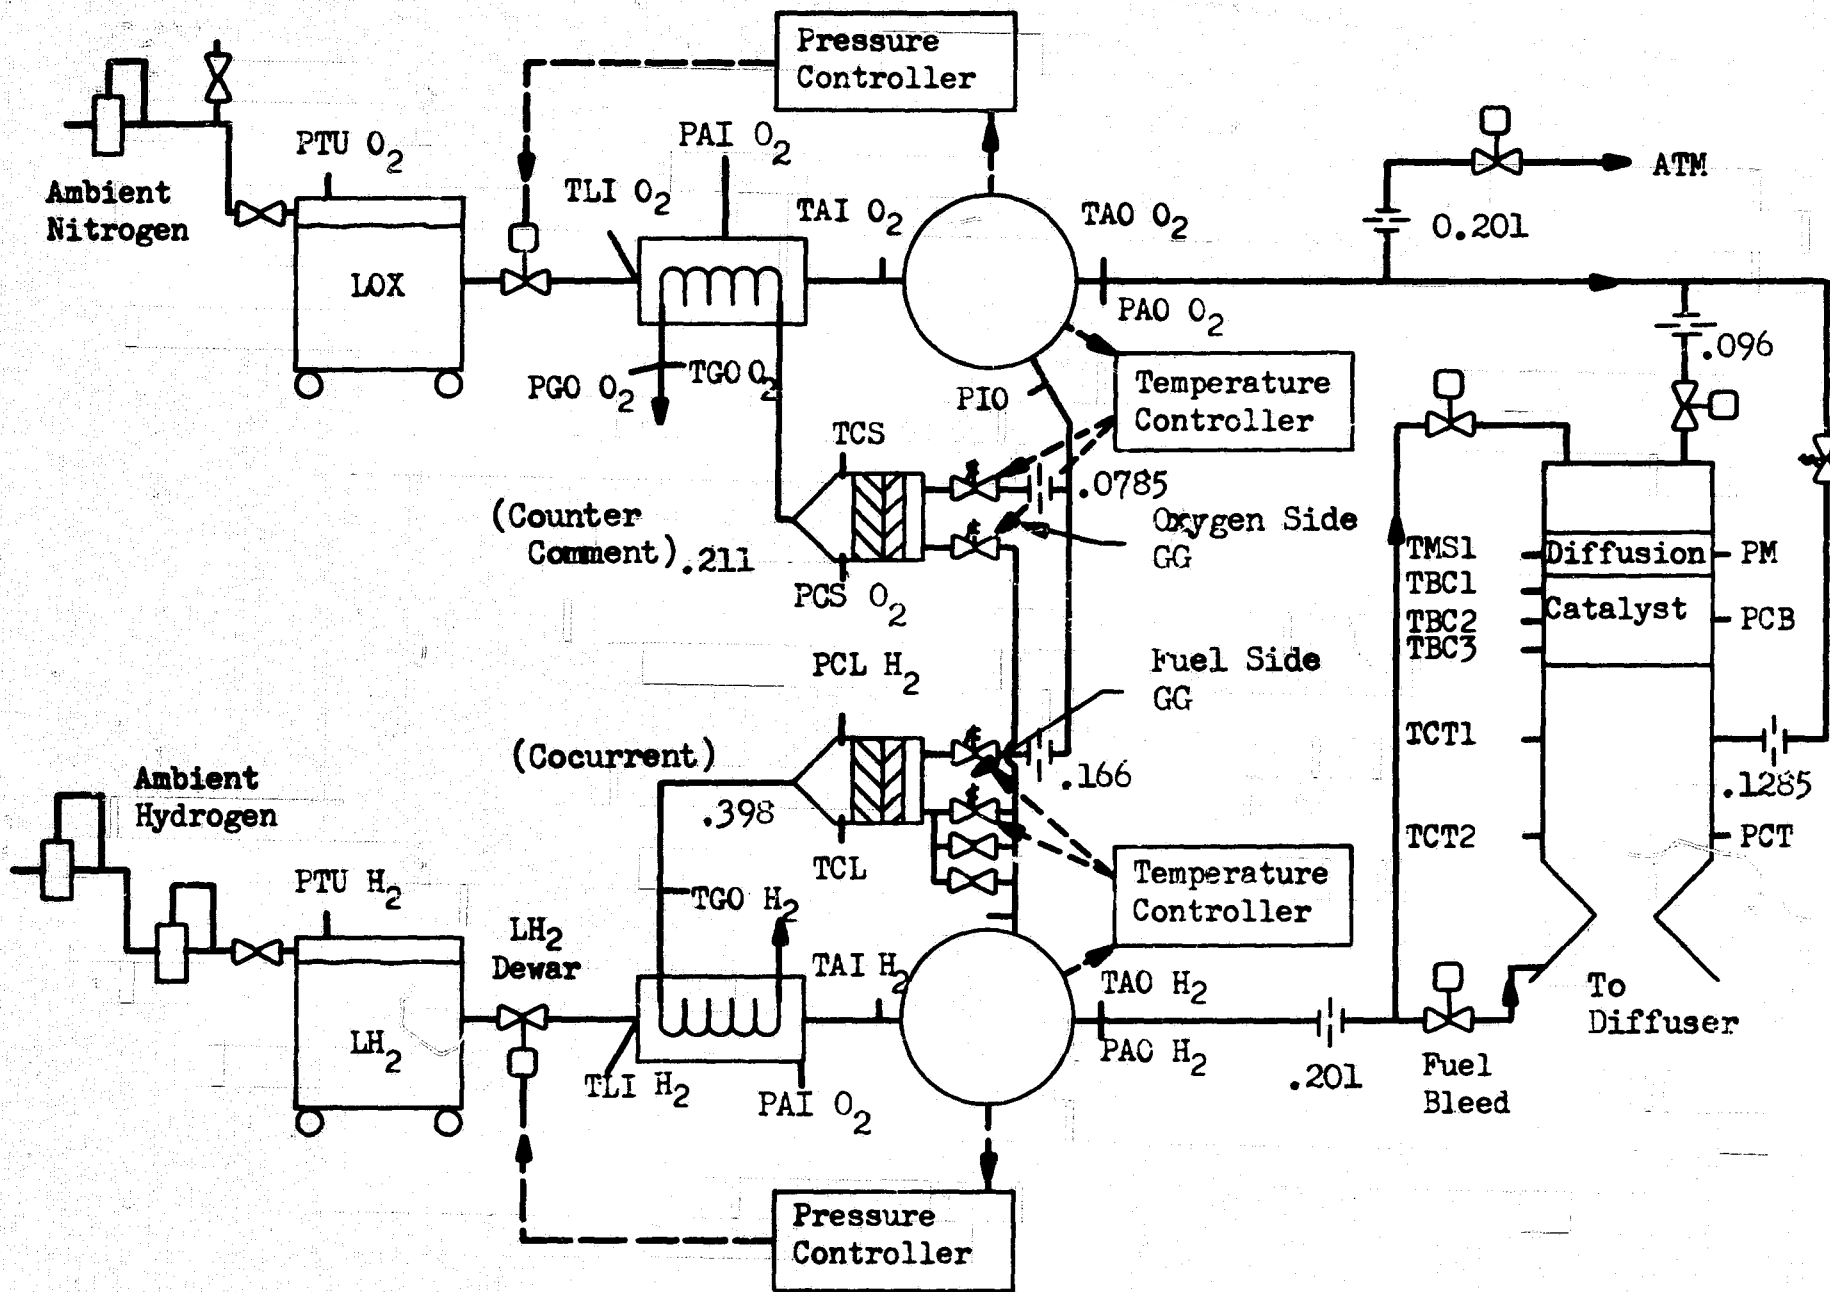 Pressure
Controller
PTU O2
PAI O2
Ambient
Nitrogen
TLI O2
TAI O2
TAO O2
ATM
0.201
LOX
PAO O2
.096
PGO O2
TGO O2
PIO
Temperature
Controller
TCS
.0785
(Counter
Comment)
.211
Oxygen Side
GG
PCS O2
TMS1
Diffusion
PM
TBC1
Catalyst
TBC2
PCB
TBC3
PCL H2
Fuel Side
GG
(Cocurrent)
TCT1
.166
.1285
Ambient
Hydrogen
.398
TCL
TCT2
PCT
PTU H2
TGO H2
Temperature
Controller
LH2
Dewar
TAI H2
TAO H2
To
Diffuser
LH2
PAO H2
TLI H2
PAI O2
.201
Fuel
Bleed
Pressure
Controller